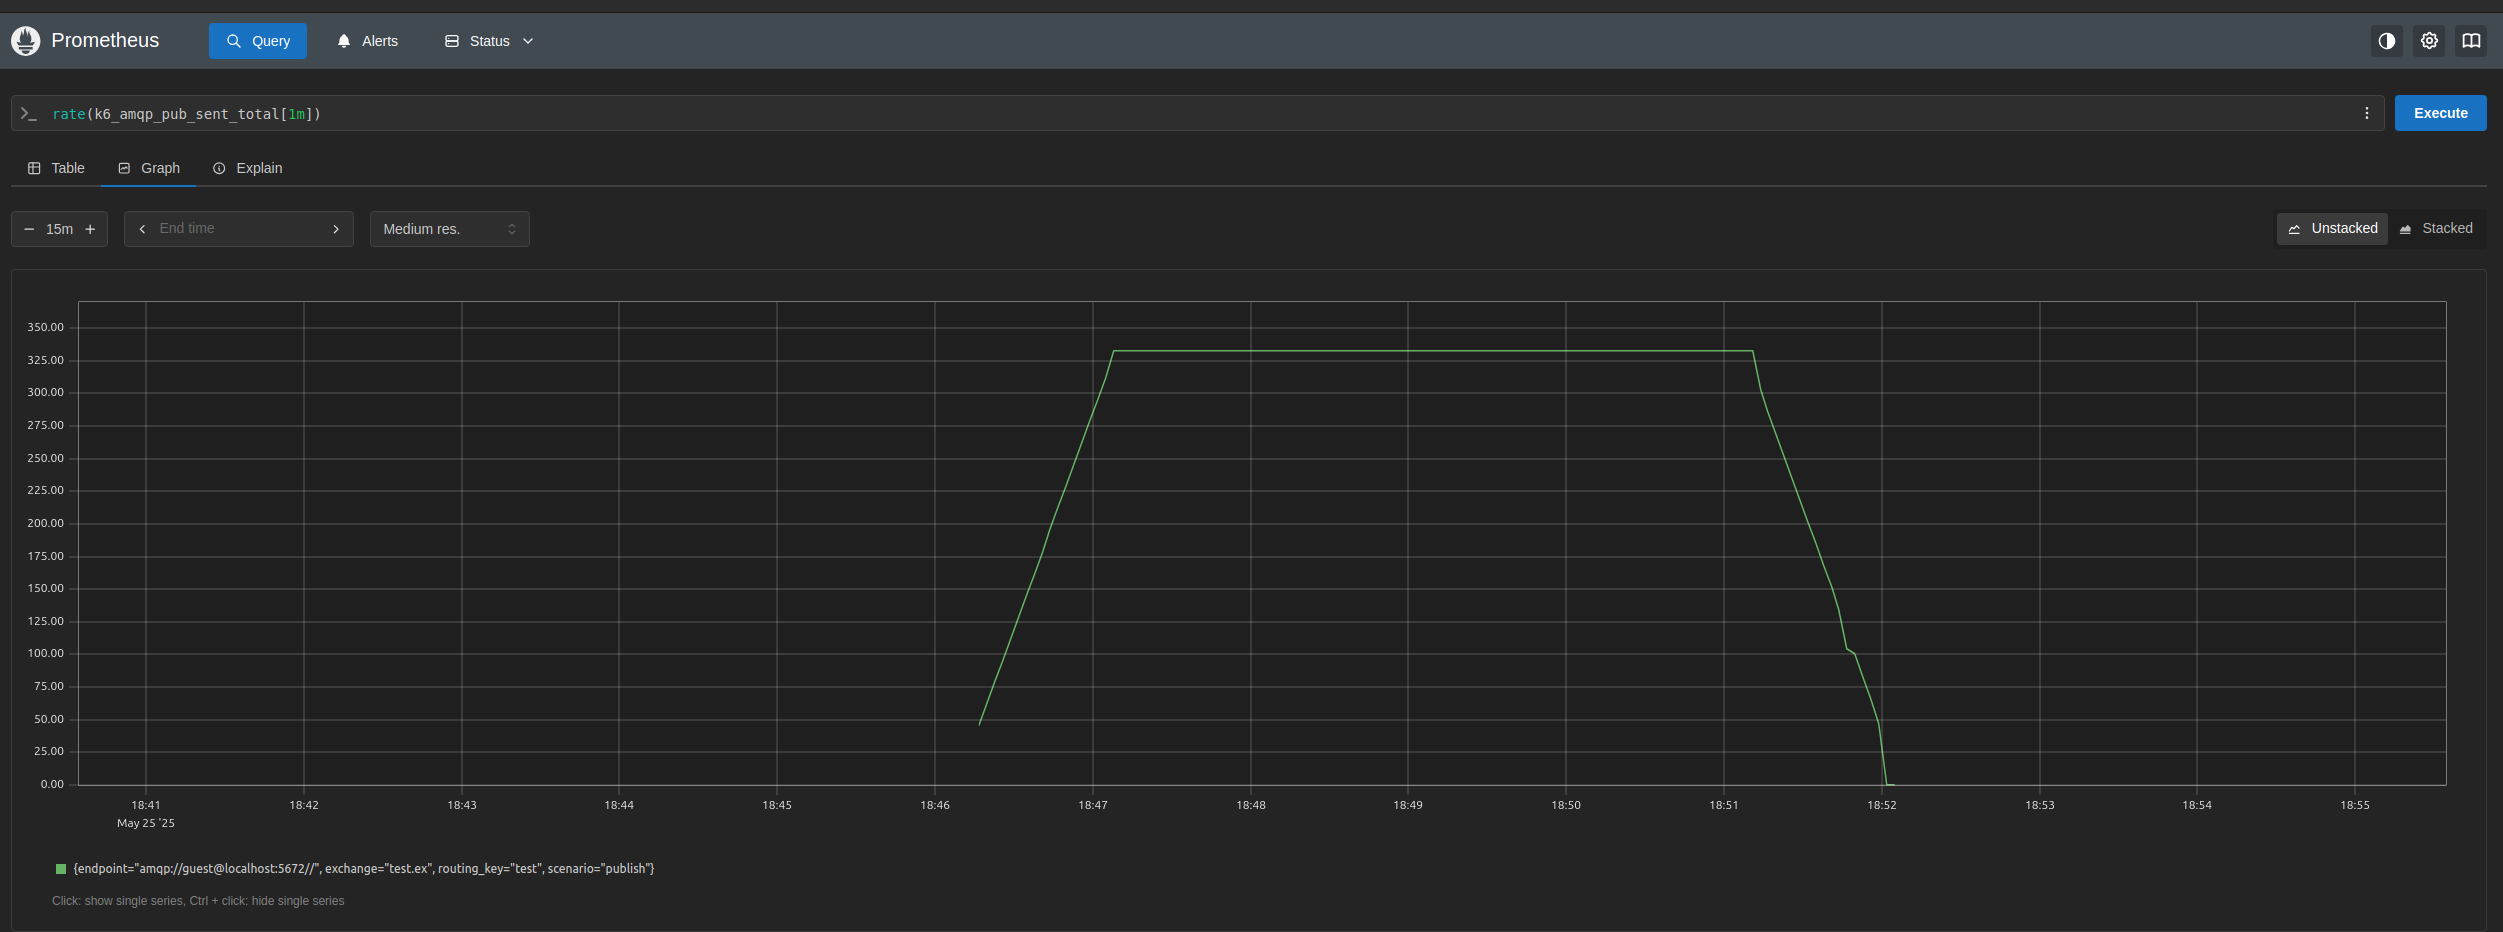 Prometheus Query Alerts Status
>_ rate(k6_amqp_pub_sent_total[1m]) Execute
Table Graph Explain
− 15m + < End time > Medium res. Unstacked Stacked
350.00
325.00
300.00
275.00
250.00
225.00
200.00
175.00
150.00
125.00
100.00
75.00
50.00
25.00
0.00
18:41 18:42 18:43 18:44 18:45 18:46 18:47 18:48 18:49 18:50 18:51 18:52 18:53 18:54 18:55
May 25 '25
{endpoint="amqp://guest@localhost:5672//", exchange="test.ex", routing_key="test", scenario="publish"}
Click: show single series, Ctrl + click: hide single series